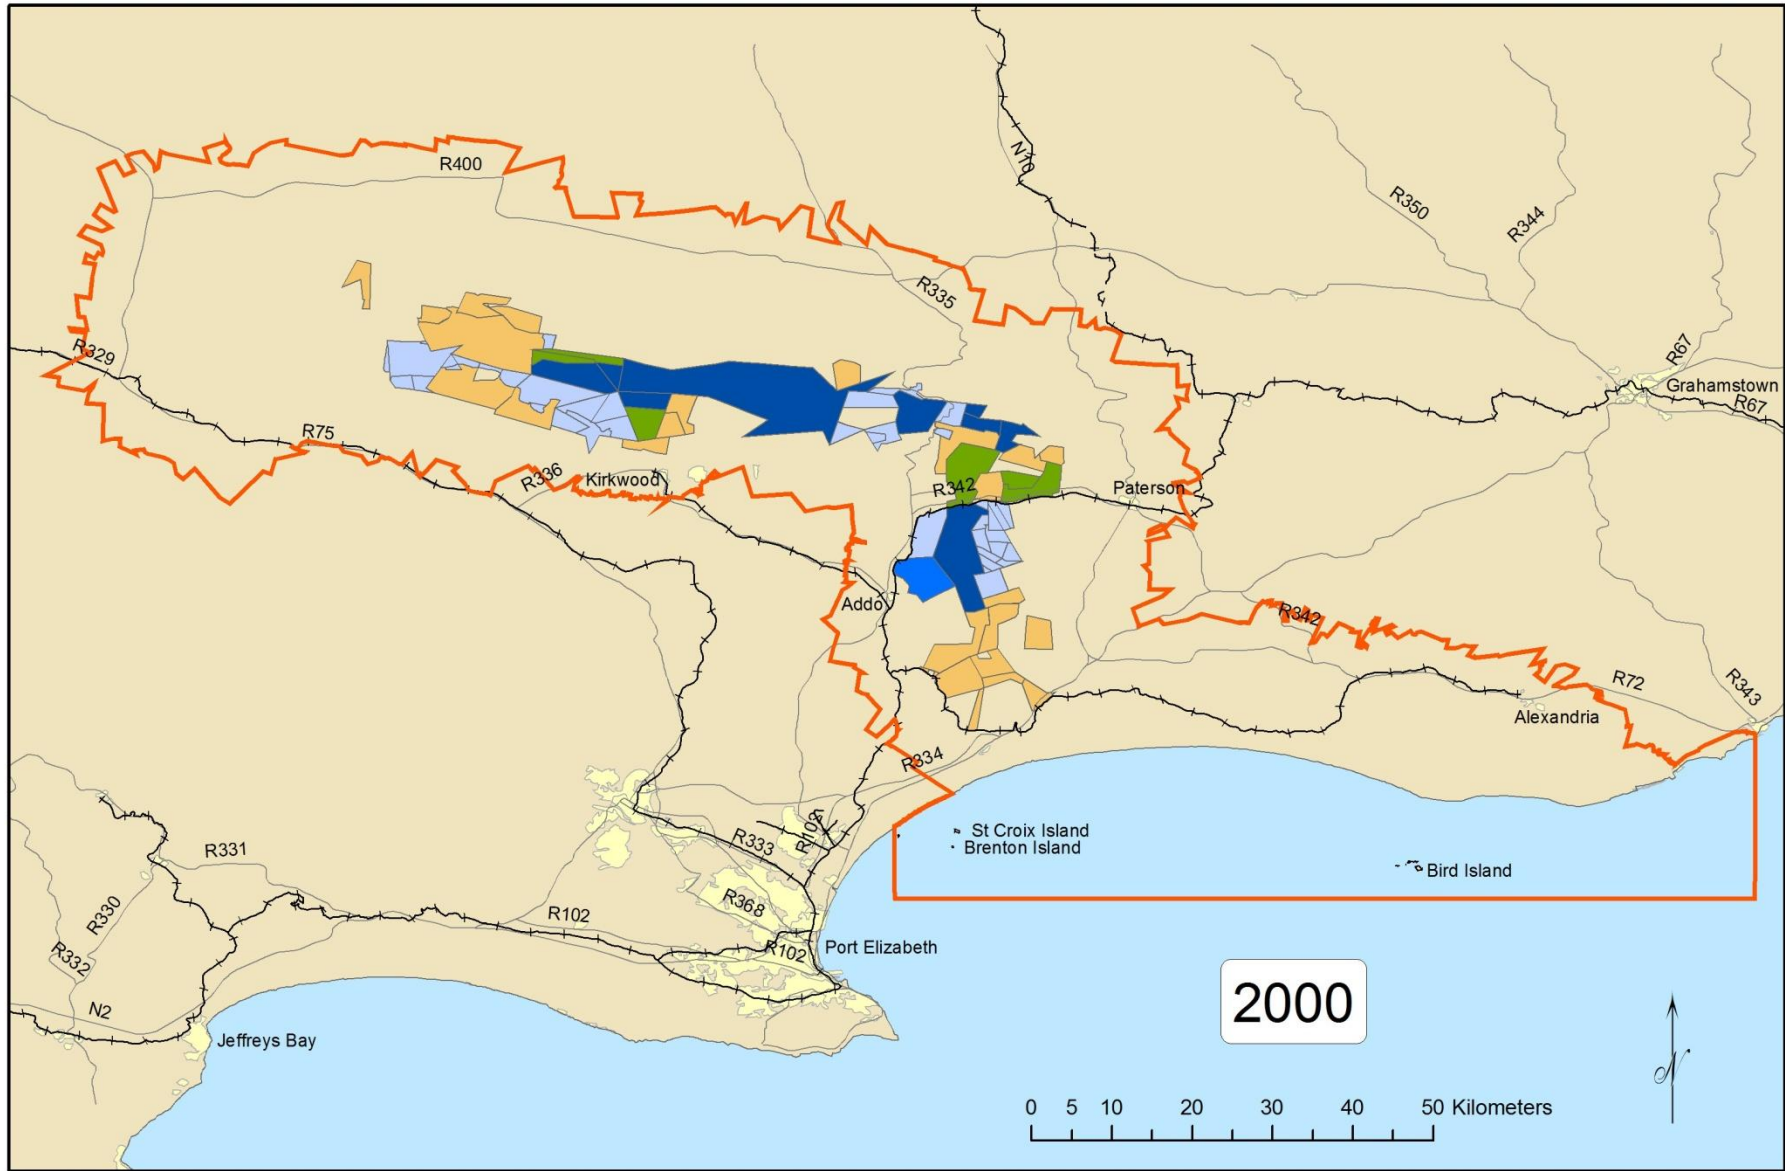 R400
N10
R350
R344
R335
R67
R329
Grahamstown
R67
R75
R336
Kirkwood
R342
Paterson
Addo
R342
R72
R343
Alexandria
R334
St Croix Island
Brenton Island
Bird Island
R102
R333
R331
R368
R330
R102
R102
R332
Port Elizabeth
2000
N2
Jeffreys Bay
N
0 5 10 20 30 40 50 Kilometers